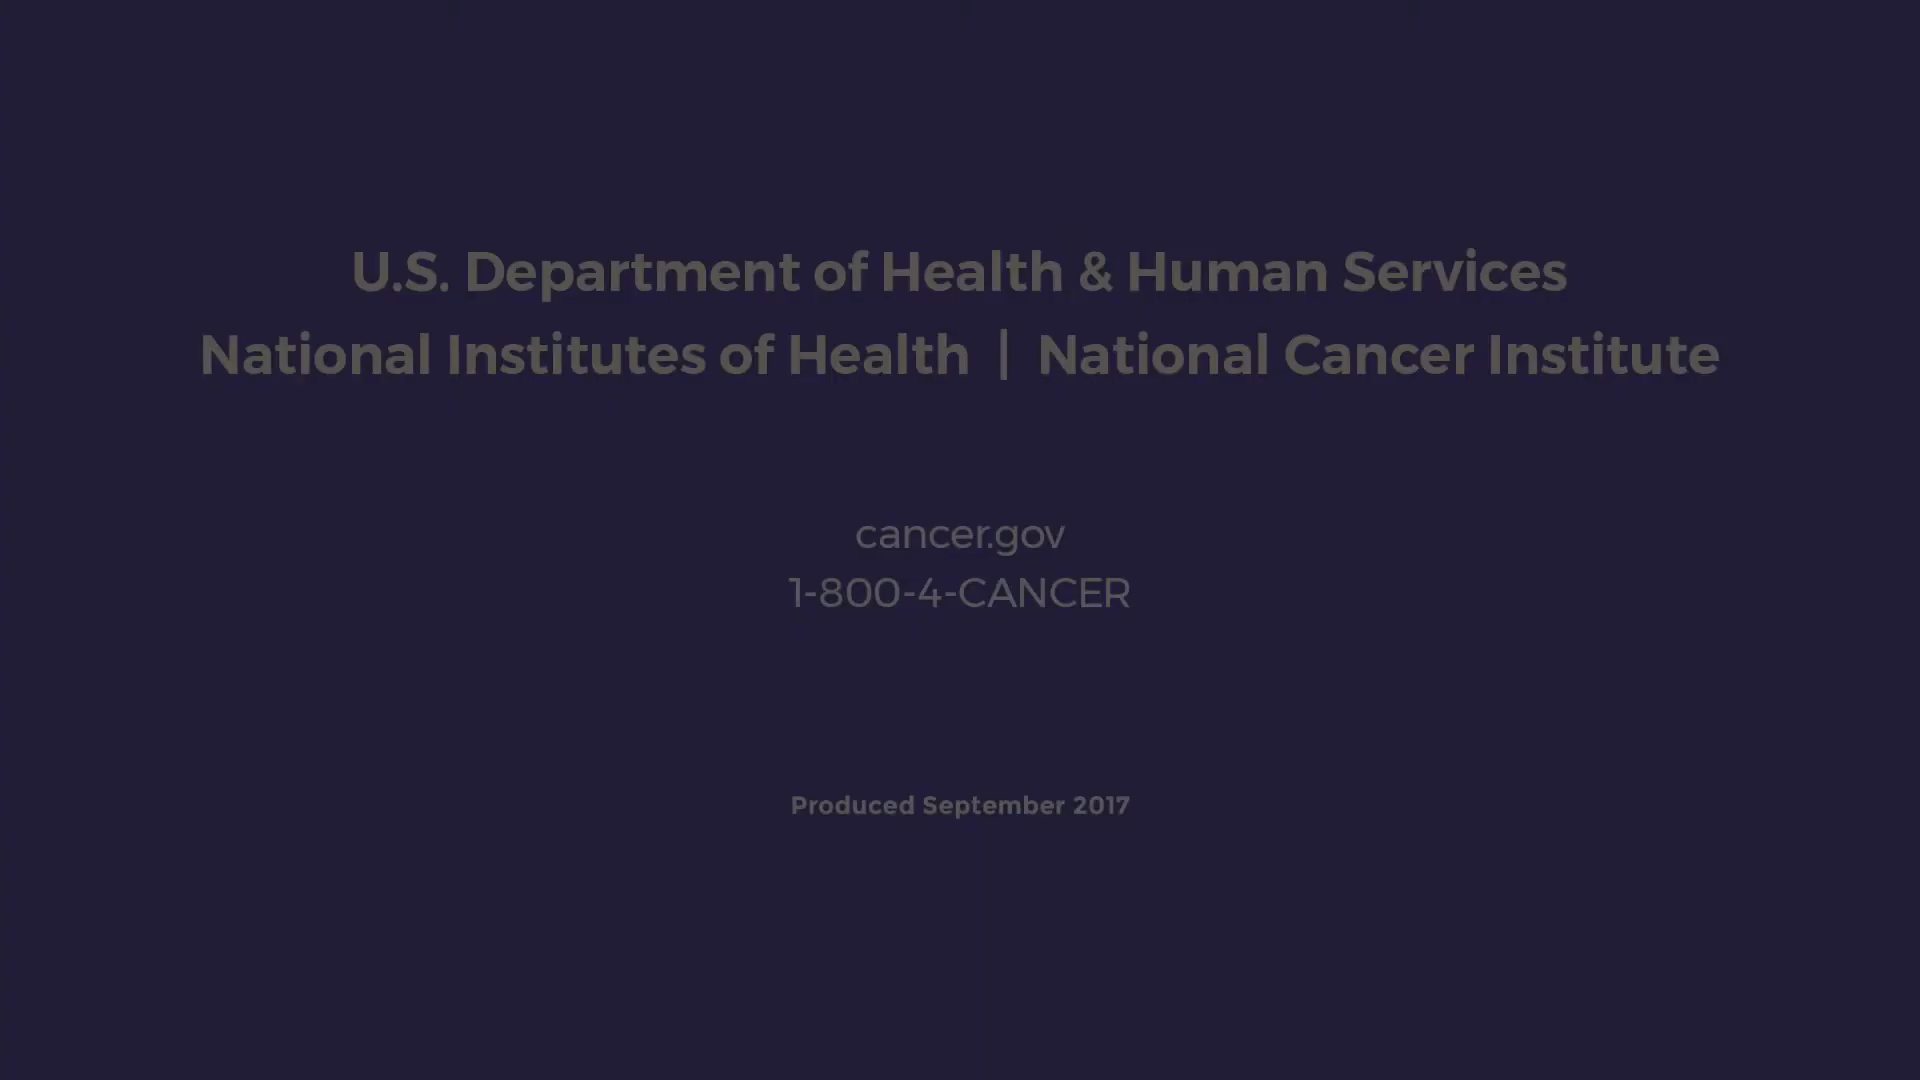 U.S. Department of Health & Human Services
National Institutes of Health | National Cancer Institute
cancer.gov
1-800-4-CANCER
Produced September 2017